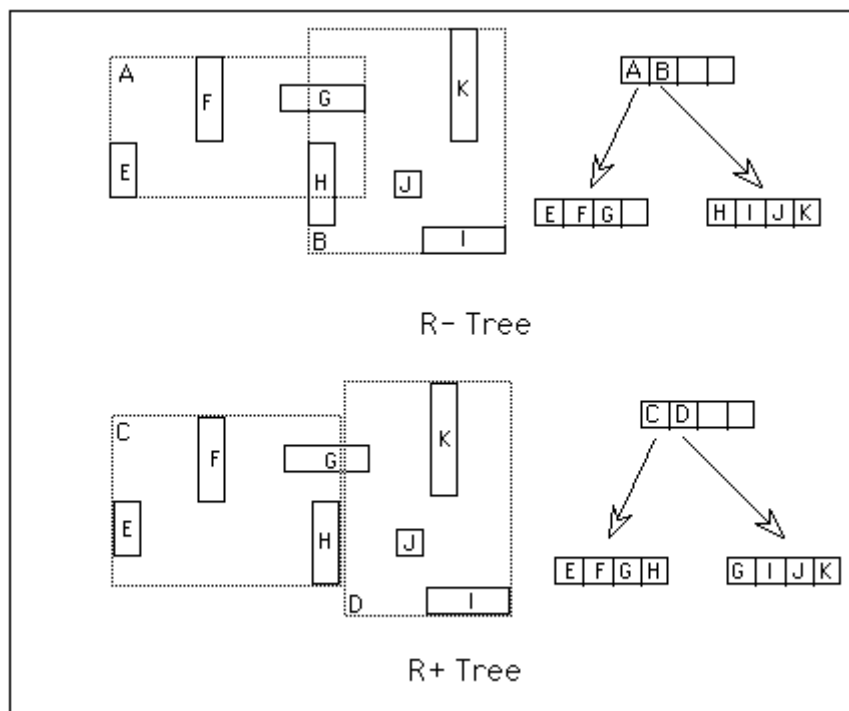 A
F
G
K
E
H
J
B
I
A B
E F G
H I J K
R- Tree
C
F
G
K
E
H
J
D
I
C D
E F G H
G I J K
R+ Tree